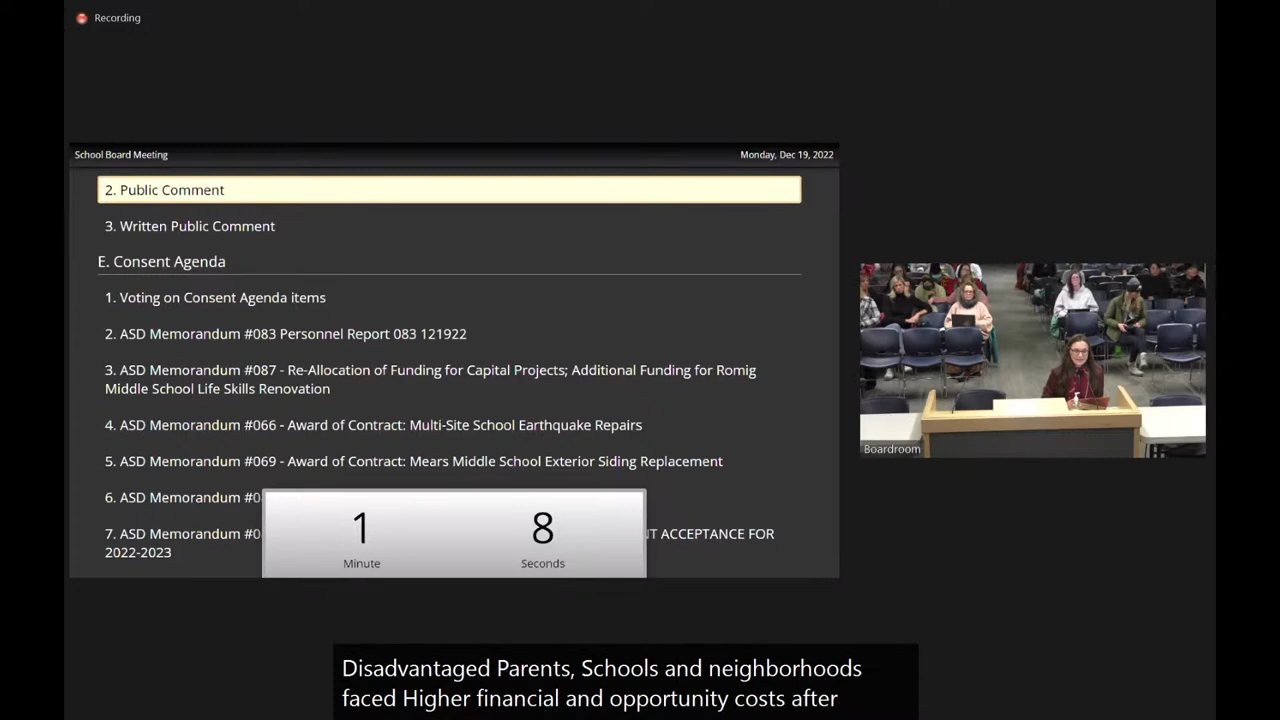 Recording
School Board Meeting
Monday, Dec 19, 2022
2. Public Comment
3. Written Public Comment
E. Consent Agenda
1. Voting on Consent Agenda items
2. ASD Memorandum #083 Personnel Report 083 121922
3. ASD Memorandum #087 - Re-Allocation of Funding for Capital Projects; Additional Funding for Romig
Middle School Life Skills Renovation
4. ASD Memorandum #066 - Award of Contract: Multi-Site School Earthquake Repairs
5. ASD Memorandum #069 - Award of Contract: Mears Middle School Exterior Siding Replacement
6. ASD Memorandum #0
7. ASD Memorandum #0
NT ACCEPTANCE FOR
2022-2023
1
8
Minute
Seconds
Boardroom
Disadvantaged Parents, Schools and neighborhoods
faced Higher financial and opportunity costs after